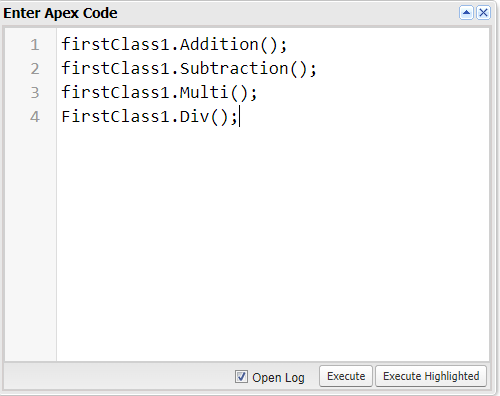 Enter Apex Code
1 firstClass1.Addition();
2 firstClass1.Subtraction();
3 firstClass1.Multi();
4 FirstClass1.Div();
Open Log Execute Execute Highlighted